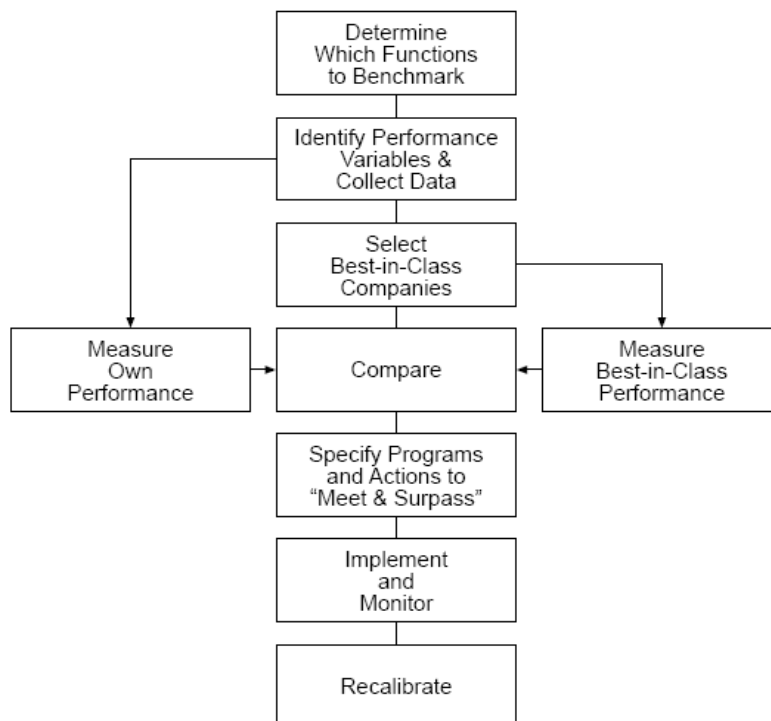 Determine
Which Functions
to Benchmark
Identify Performance
Variables &
Collect Data
Select
Best-in-Class
Companies
Measure
Own
Performance
Compare
Measure
Best-in-Class
Performance
Specify Programs
and Actions to
“Meet & Surpass”
Implement
and
Monitor
Recalibrate